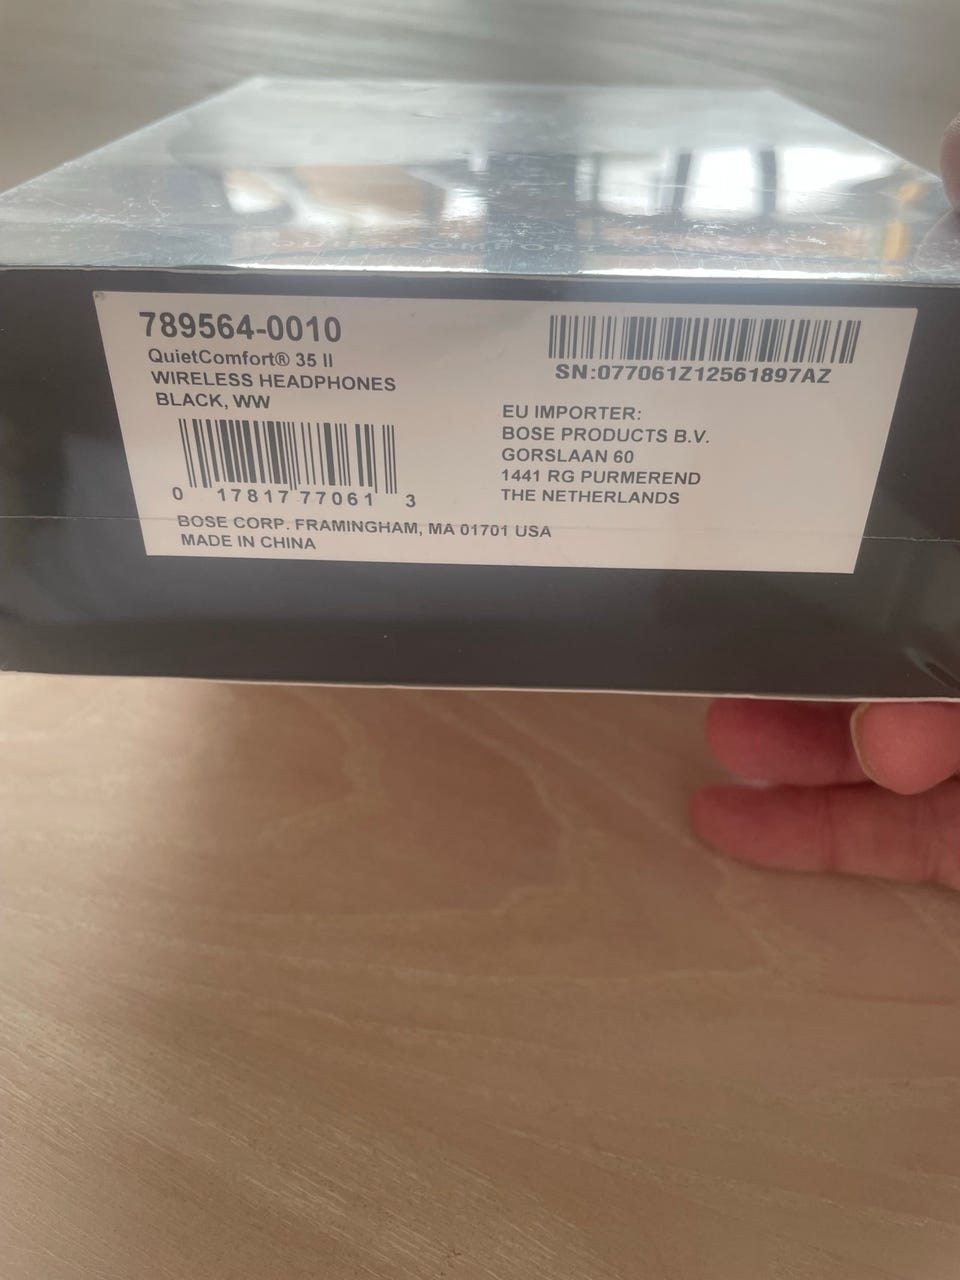 QUIETCOMFORT
789564-0010
QuietComfort® 35 II
WIRELESS HEADPHONES
BLACK, WW
0 17817 77061 3
BOSE CORP. FRAMINGHAM, MA 01701 USA
MADE IN CHINA
SN:077061Z12561897AZ
EU IMPORTER:
BOSE PRODUCTS B.V.
GORSLAAN 60
1441 RG PURMEREND
THE NETHERLANDS